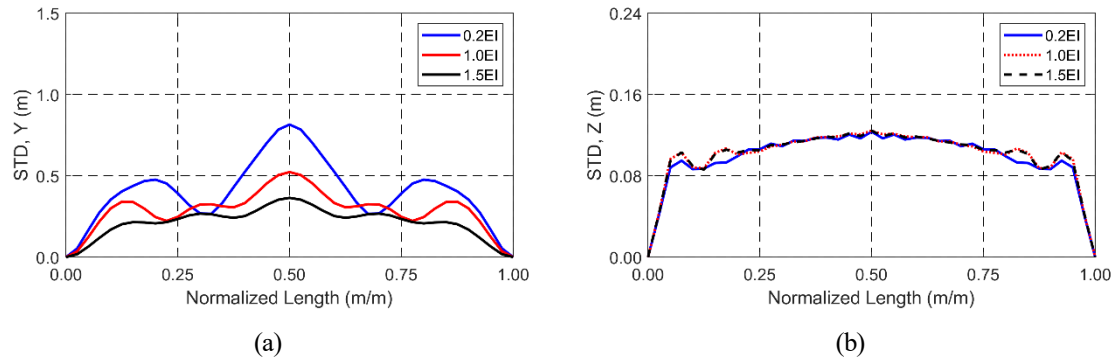 1.5
1.0
0.5
0.0
STD, Y (m)
0.2EI
1.0EI
1.5EI
0.00 0.25 0.50 0.75 1.00
Normalized Length (m/m)
(a)
0.24
0.16
0.08
0.00
STD, Z (m)
0.2EI
1.0EI
1.5EI
0.00 0.25 0.50 0.75 1.00
Normalized Length (m/m)
(b)